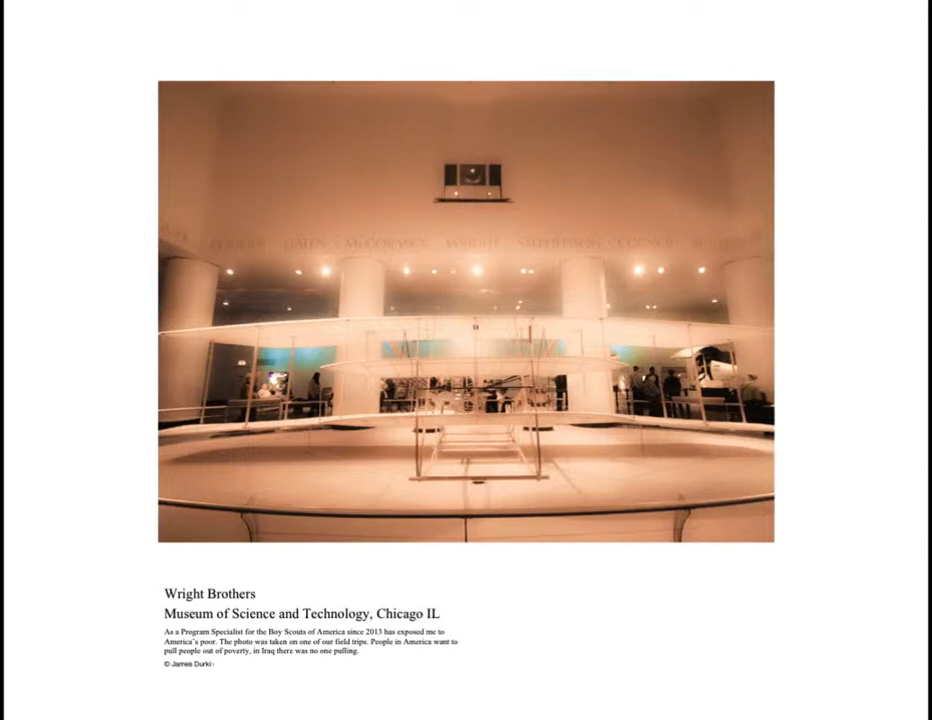 McCORMICK
Wright Brothers
Museum of Science and Technology, Chicago IL
As a Program Specialist for the Boy Scouts of America since 2013 has exposed me to
America's poor. The photo was taken on one of our field trips. People in America want to
pull people out of poverty, in Iraq there was no one pulling.
© James